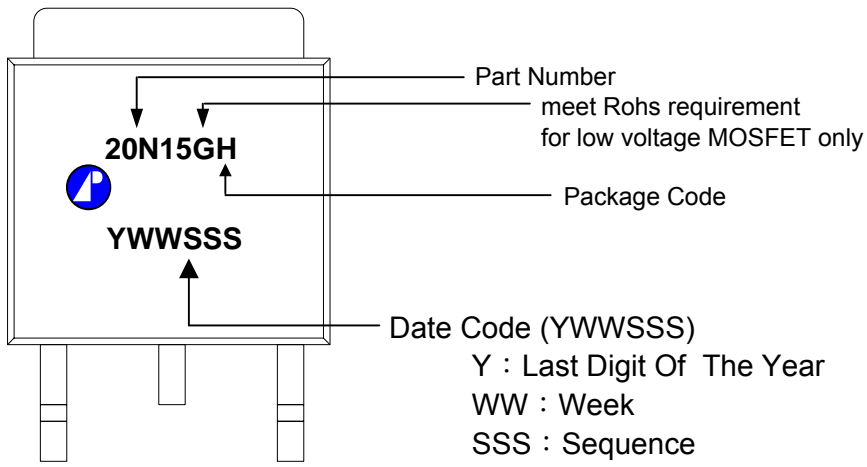 Part Number
meet Rohs requirement
for low voltage MOSFET only
20N15GH
Package Code
YWWSSS
Date Code (YWWSSS)
Y：Last Digit Of The Year
WW：Week
SSS：Sequence